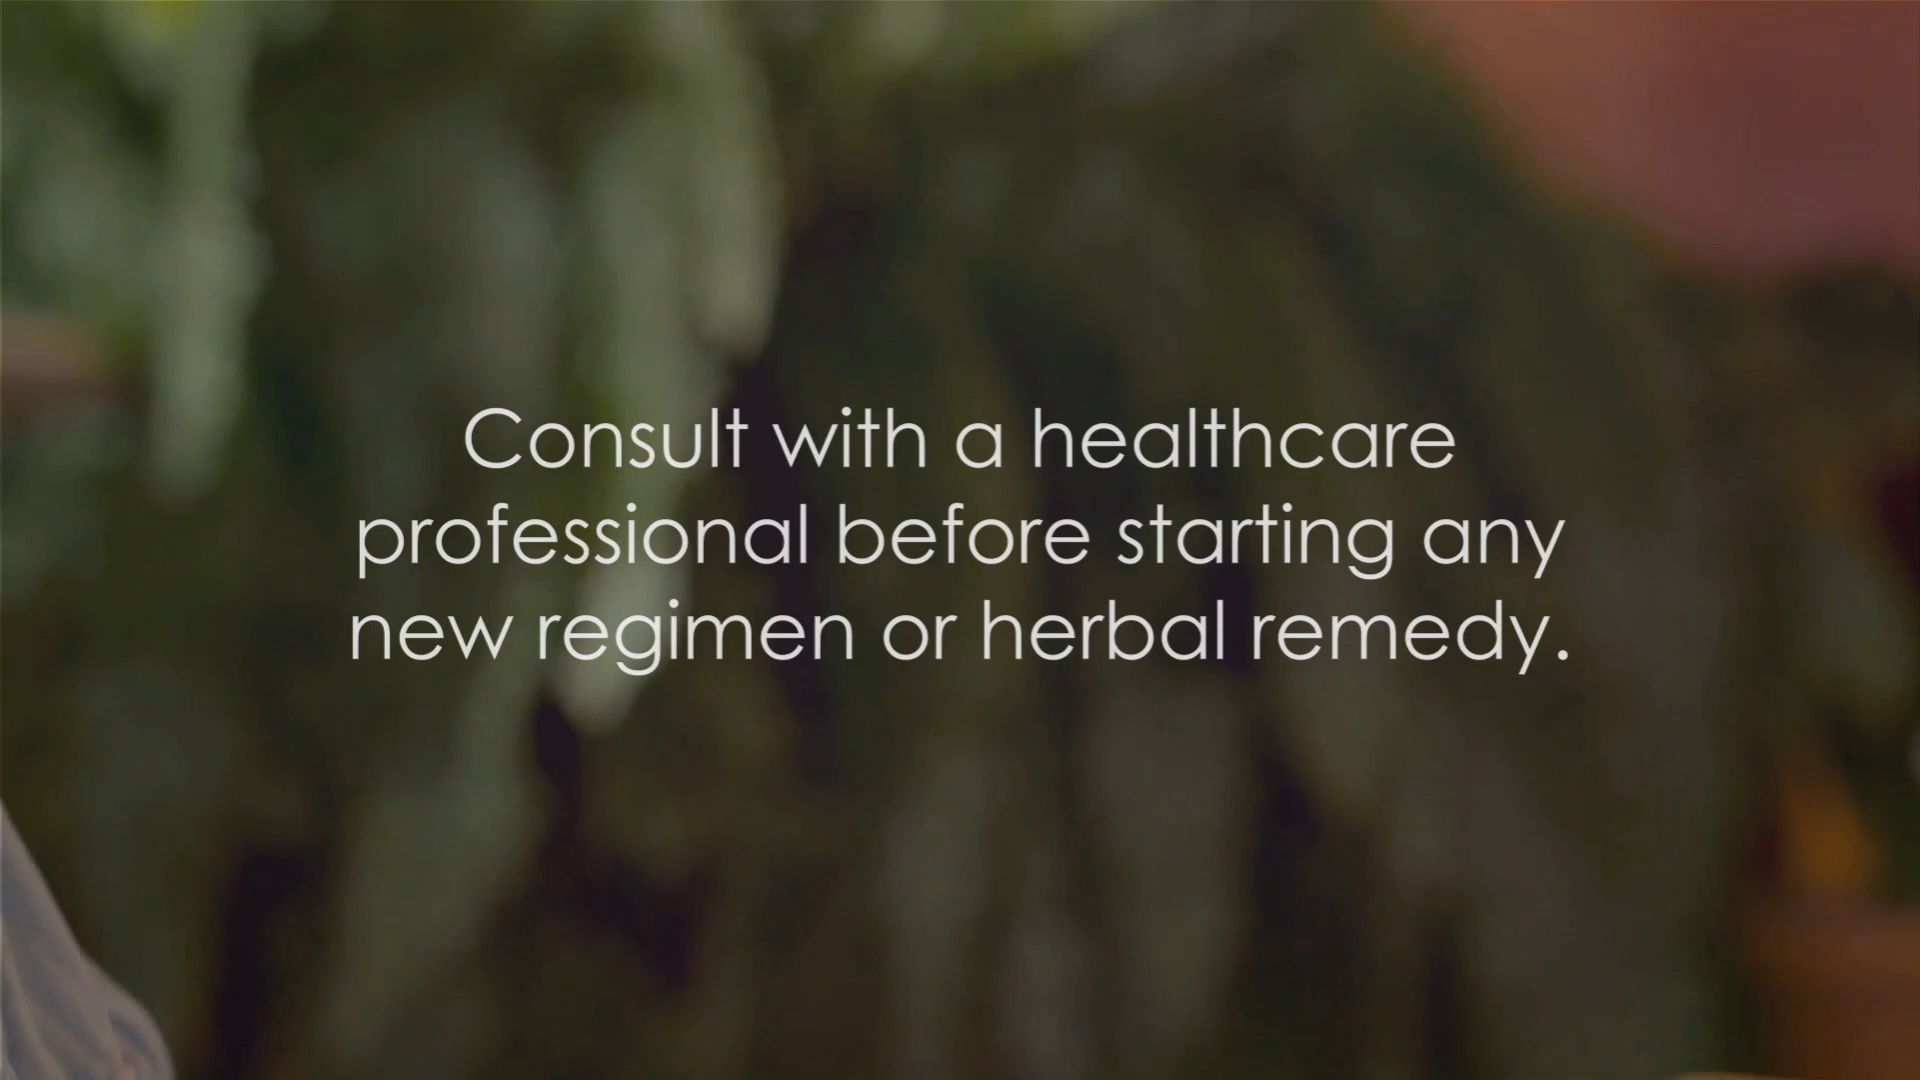 Consult with a healthcare
professional before starting any
new regimen or herbal remedy.